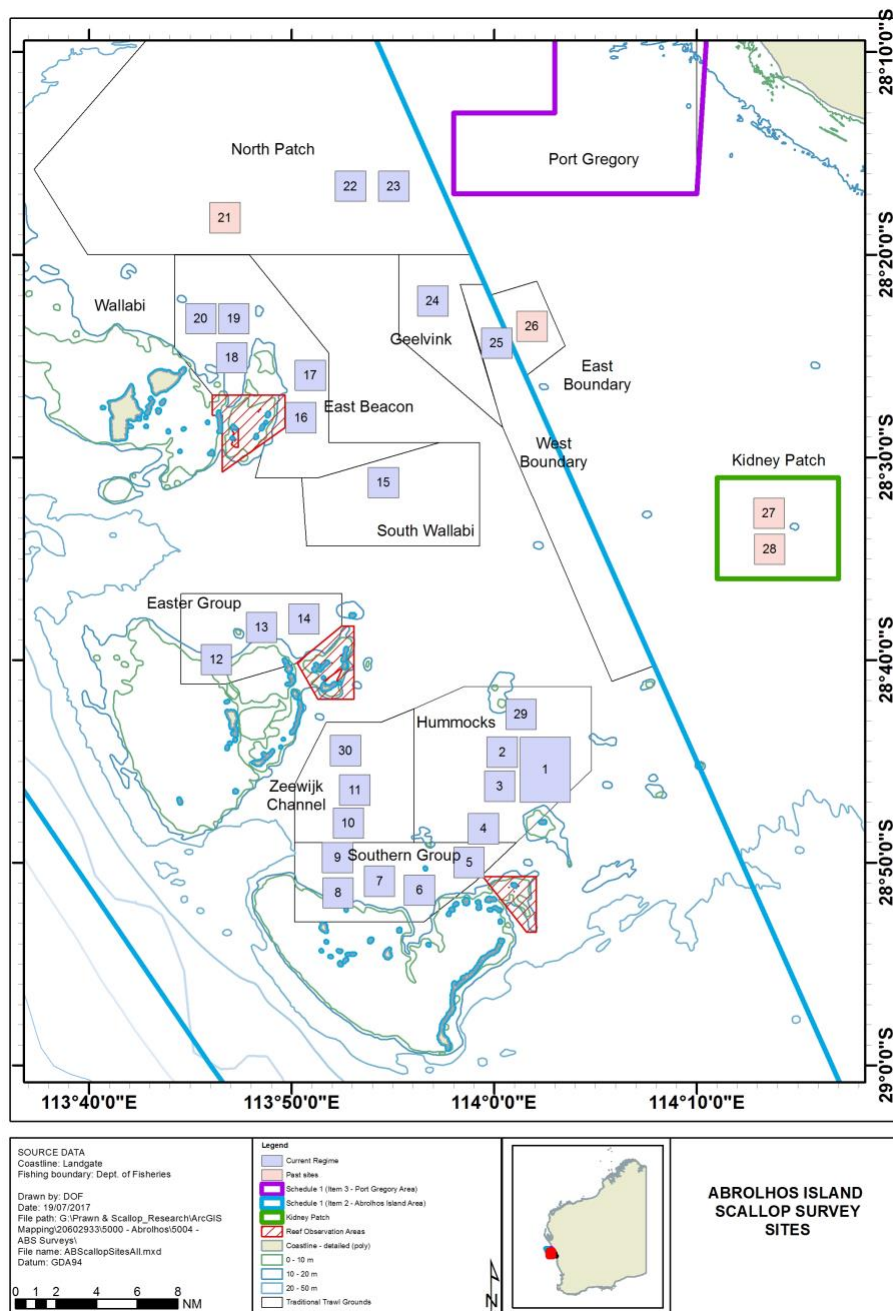 28°10'0"S
North Patch
Port Gregory
22
23
21
28°20'0"S
Wallabi
24
20
19
26
Geelvink
25
18
East
Boundary
17
East Beacon
16
West
Boundary
28°30'0"S
Kidney Patch
15
27
South Wallabi
28
Easter Group
14
13
12
28°40'0"S
Hummocks
29
30
2
1
Zeewijk
Channel
11
3
10
4
Southern Group
9
5
28°50'0"S
7
8
6
29°0'0"S
113°40'0"E
113°50'0"E
114°0'0"E
114°10'0"E
SOURCE DATA
Coastline: Landgate
Fishing boundary: Dept. of Fisheries
Drawn by: DOF
Date: 19/07/2017
File path: G:\Prawn & Scallop_Research\ArcGIS
Mapping\20602933\5000 - Abrolhos\5004 -
ABS Surveys\
File name: ABScallopSitesAll.mxd
Datum: GDA94
0 1 2 4 6 8
NM
Legend
Current Regime
Past sites
Schedule 1 (Item 3 - Port Gregory Area)
Schedule 1 (Item 2 - Abrolhos Island Area)
Kidney Patch
Reef Observation Areas
Coastline - detailed (poly)
0 - 10 m
10 - 20 m
20 - 50 m
Traditional Trawl Grounds
N
ABROLHOS ISLAND
SCALLOP SURVEY
SITES